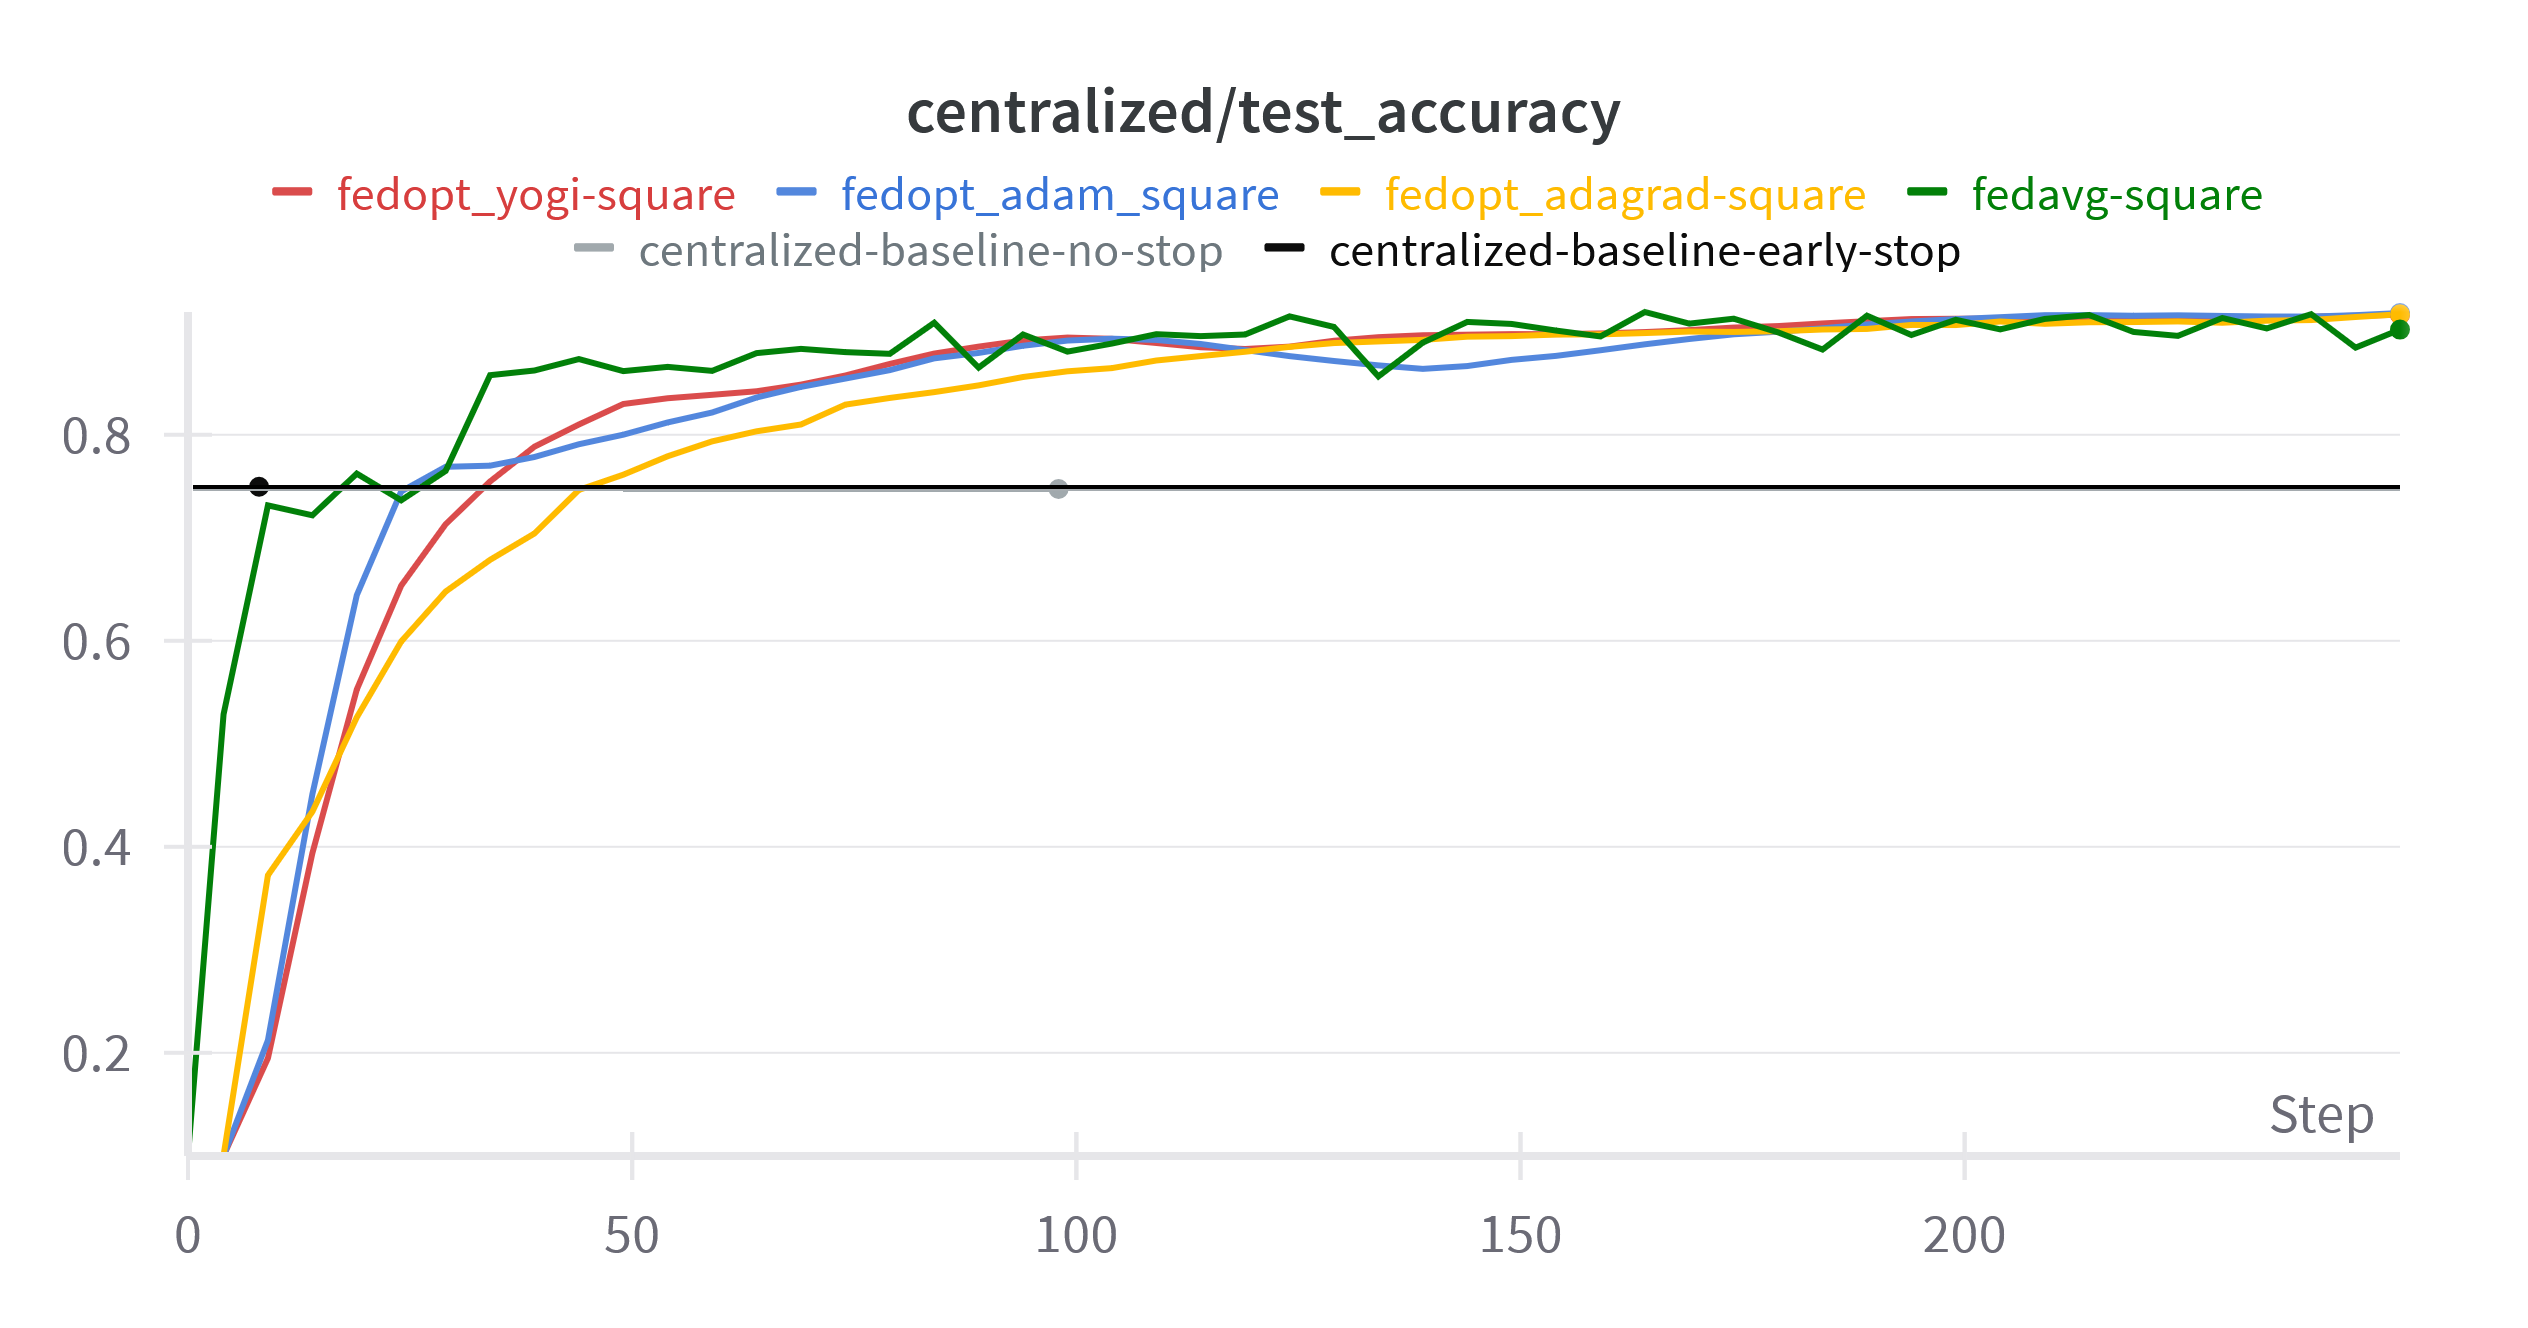 centralized/test_accuracy
fedopt_yogi-square fedopt_adam_square fedopt_adagrad-square fedavg-square
centralized-baseline-no-stop centralized-baseline-early-stop
0.8
0.6
0.4
0.2
Step
0 50 100 150 200